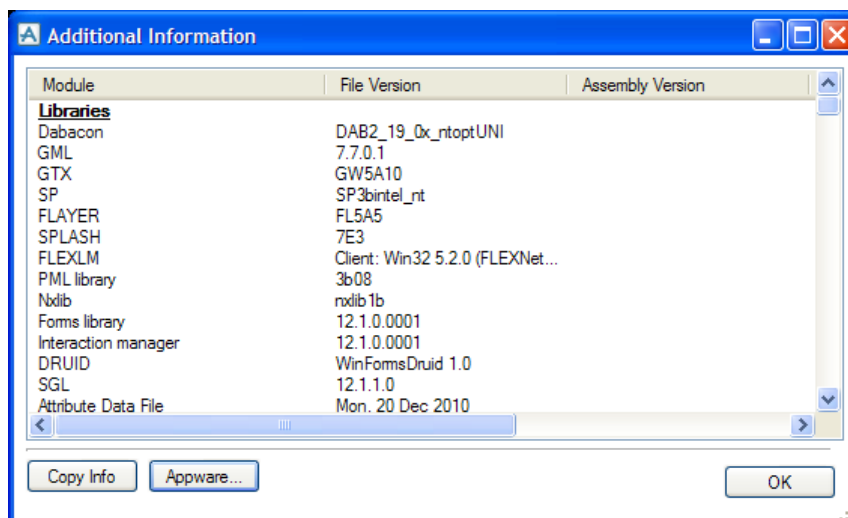 Additional Information
Module File Version Assembly Version
Libraries
Dabacon DAB2_19_0x_ntoptUNI
GML 7.7.0.1
GTX GW5A10
SP SP3bintel_nt
FLAYER FL5A5
SPLASH 7E3
FLEXLM Client: Win32 5.2.0 (FLEXNet...
PML library 3b08
Nxlib nxlib1b
Forms library 12.1.0.0001
Interaction manager 12.1.0.0001
DRUID WinFormsDruid 1.0
SGL 12.1.1.0
Attribute Data File Mon. 20 Dec 2010
Copy Info Appware... OK